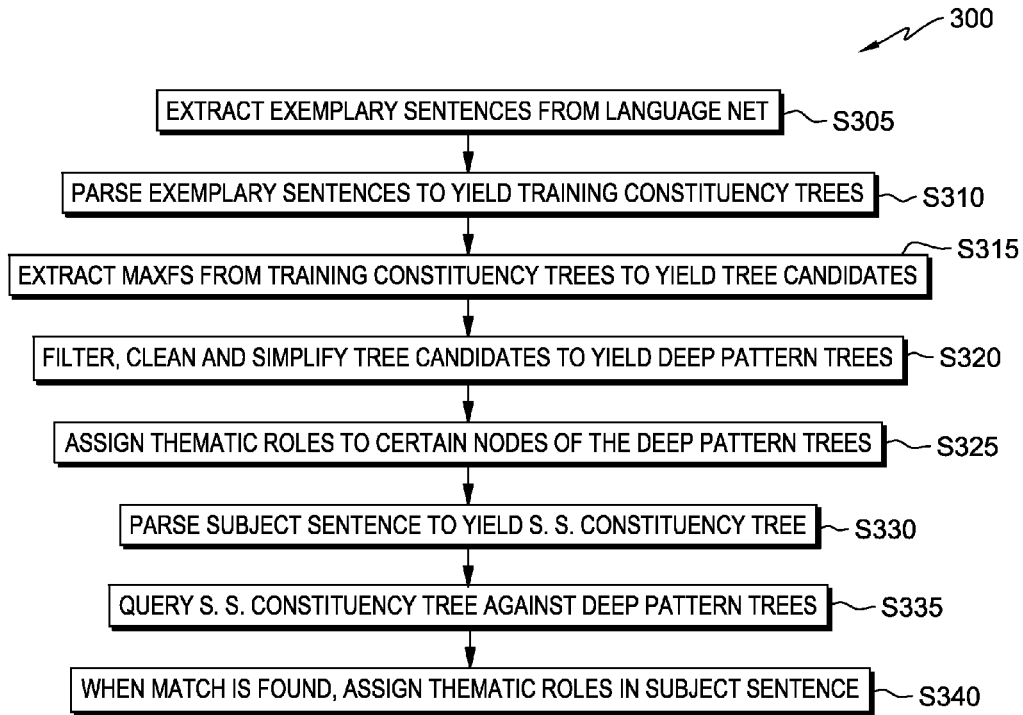 300
EXTRACT EXEMPLARY SENTENCES FROM LANGUAGE NET
S305
PARSE EXEMPLARY SENTENCES TO YIELD TRAINING CONSTITUENCY TREES
S310
S315
EXTRACT MAXFS FROM TRAINING CONSTITUENCY TREES TO YIELD TREE CANDIDATES
FILTER, CLEAN AND SIMPLIFY TREE CANDIDATES TO YIELD DEEP PATTERN TREES
S320
ASSIGN THEMATIC ROLES TO CERTAIN NODES OF THE DEEP PATTERN TREES
S325
PARSE SUBJECT SENTENCE TO YIELD S. S. CONSTITUENCY TREE
S330
QUERY S. S. CONSTITUENCY TREE AGAINST DEEP PATTERN TREES
S335
WHEN MATCH IS FOUND, ASSIGN THEMATIC ROLES IN SUBJECT SENTENCE
S340